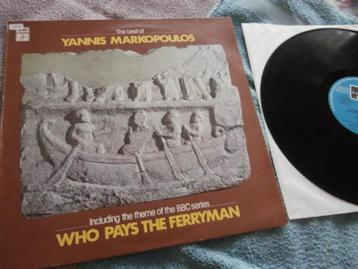 The best of
YANNIS MARKOPOULOS
including the theme of the BBC series
WHO PAYS THE FERRYMAN